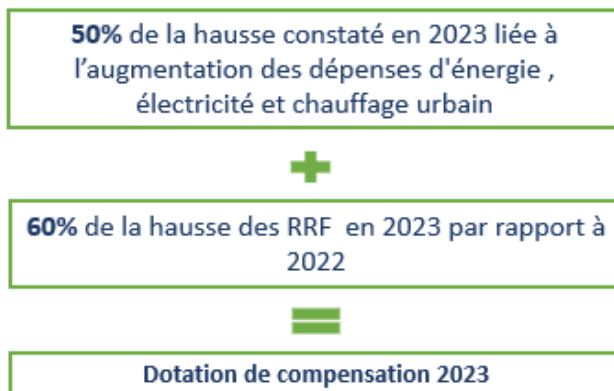 50% de la hausse constaté en 2023 liée à
l'augmentation des dépenses d'énergie ,
électricité et chauffage urbain
60% de la hausse des RRF en 2023 par rapport à
2022
Dotation de compensation 2023